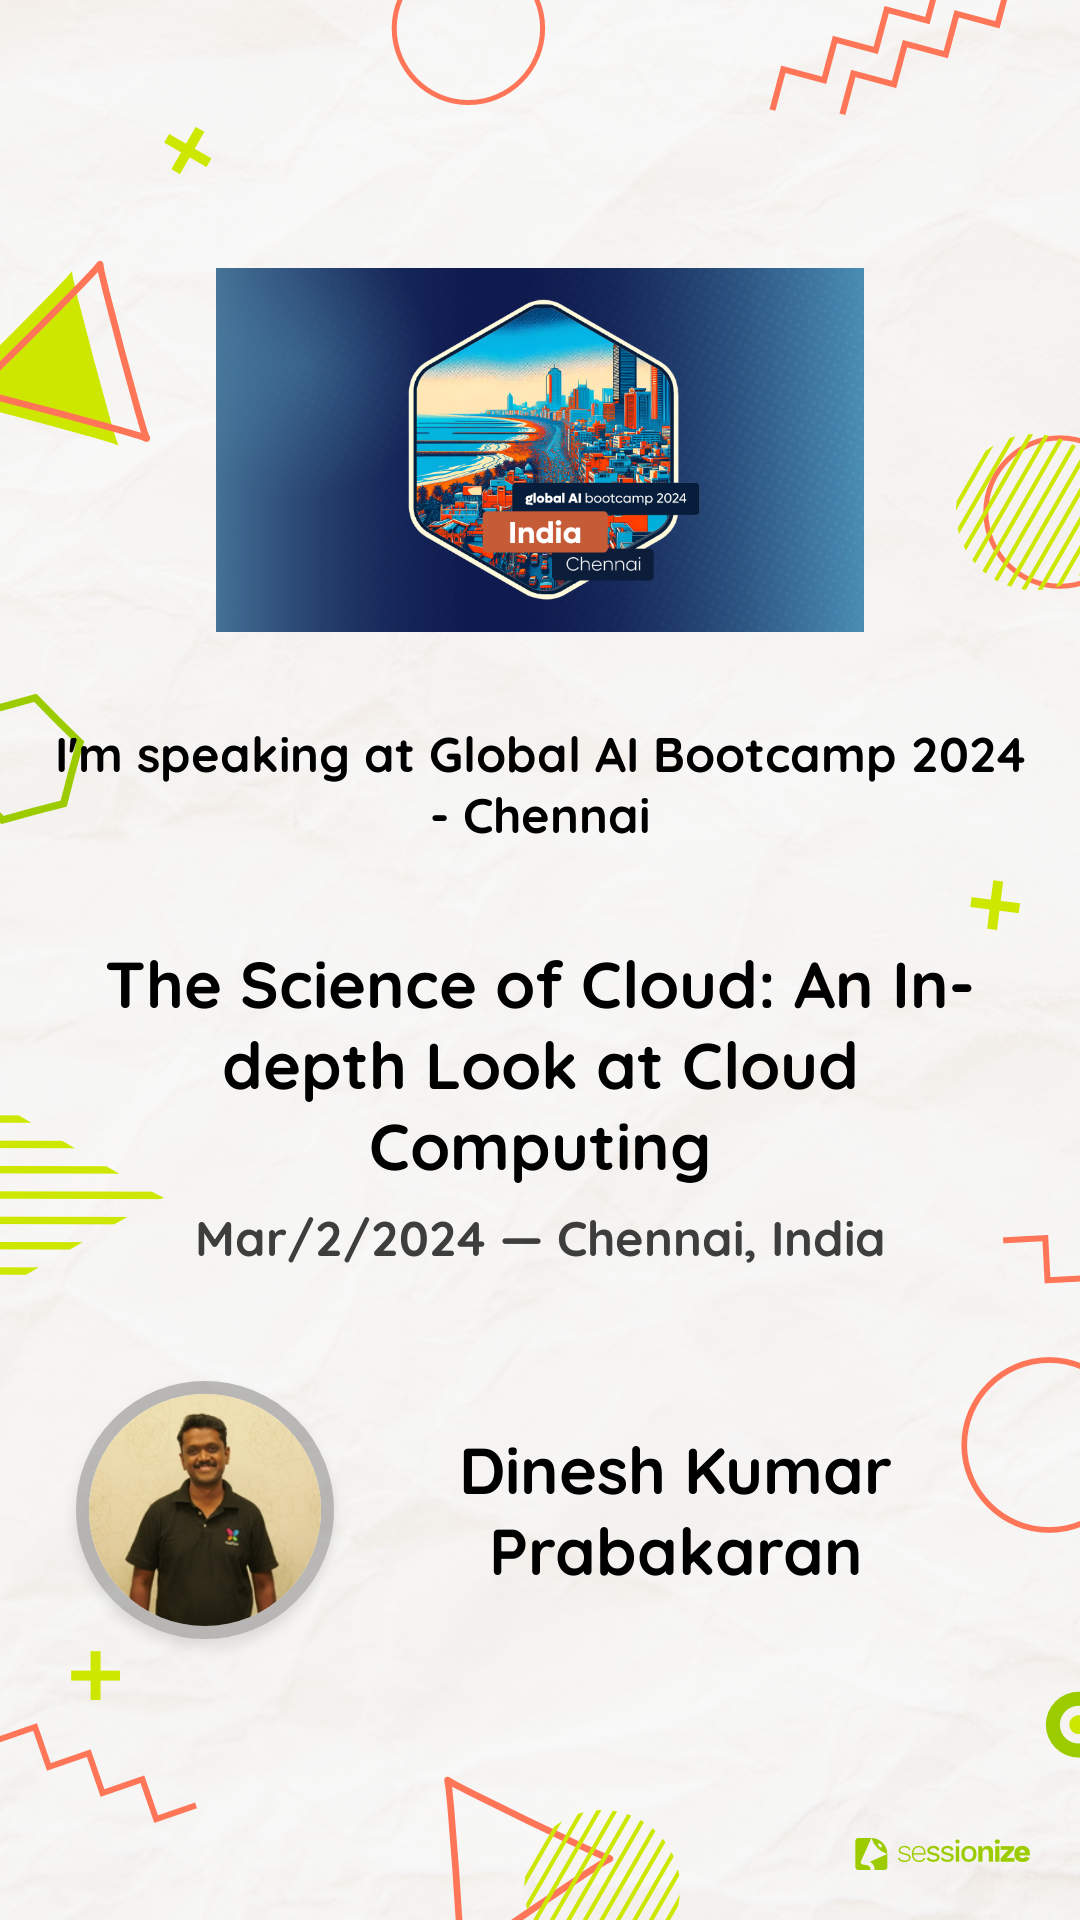 global AI bootcamp 2024
India
Chennai
I'm speaking at Global AI Bootcamp 2024
- Chennai
The Science of Cloud: An In-
depth Look at Cloud
Computing
Mar/2/2024 — Chennai, India
Dinesh Kumar
Prabakaran
sessionize